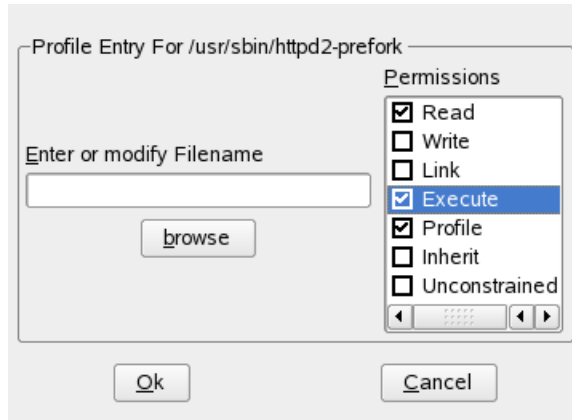 Profile Entry For /usr/sbin/httpd2-prefork
Permissions
Read
Write
Link
Enter or modify Filename
Execute
Profile
browse
Inherit
Unconstrained
Ok
Cancel